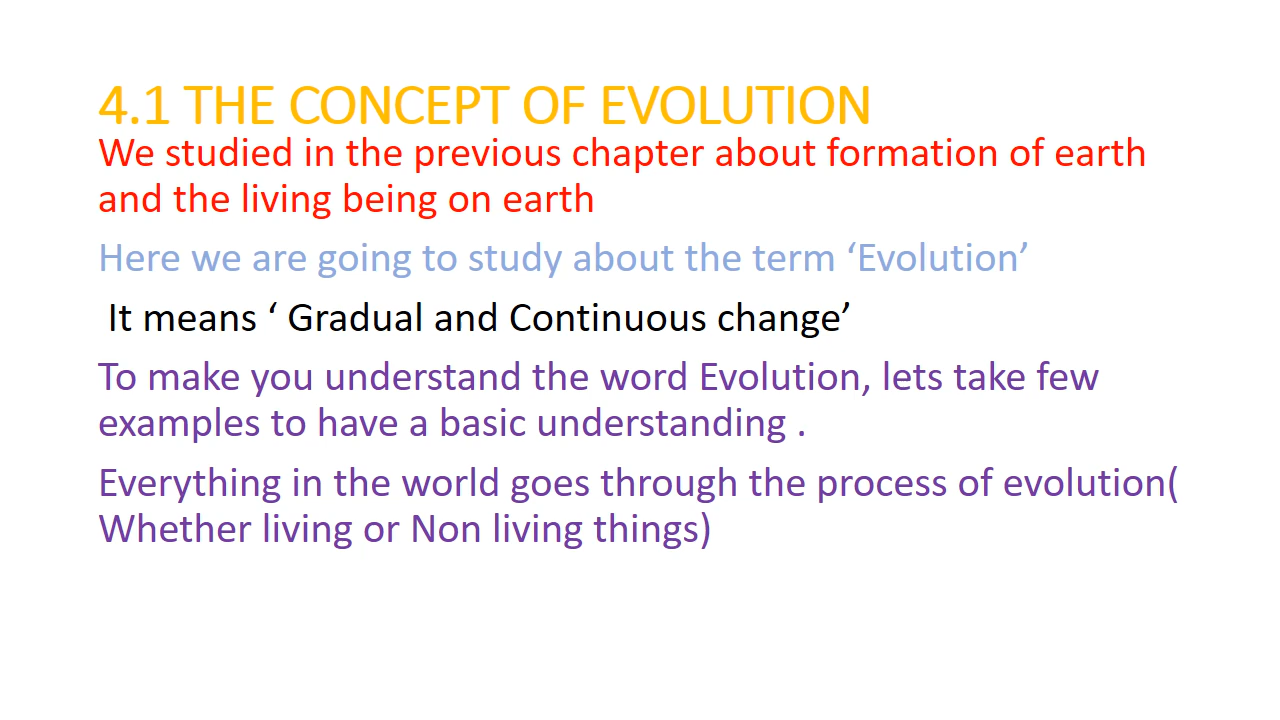 4.1 THE CONCEPT OF EVOLUTION
We studied in the previous chapter about formation of earth
and the living being on earth
Here we are going to study about the term ‘Evolution’
It means ‘ Gradual and Continuous change’
To make you understand the word Evolution, lets take few
examples to have a basic understanding .
Everything in the world goes through the process of evolution(
Whether living or Non living things)